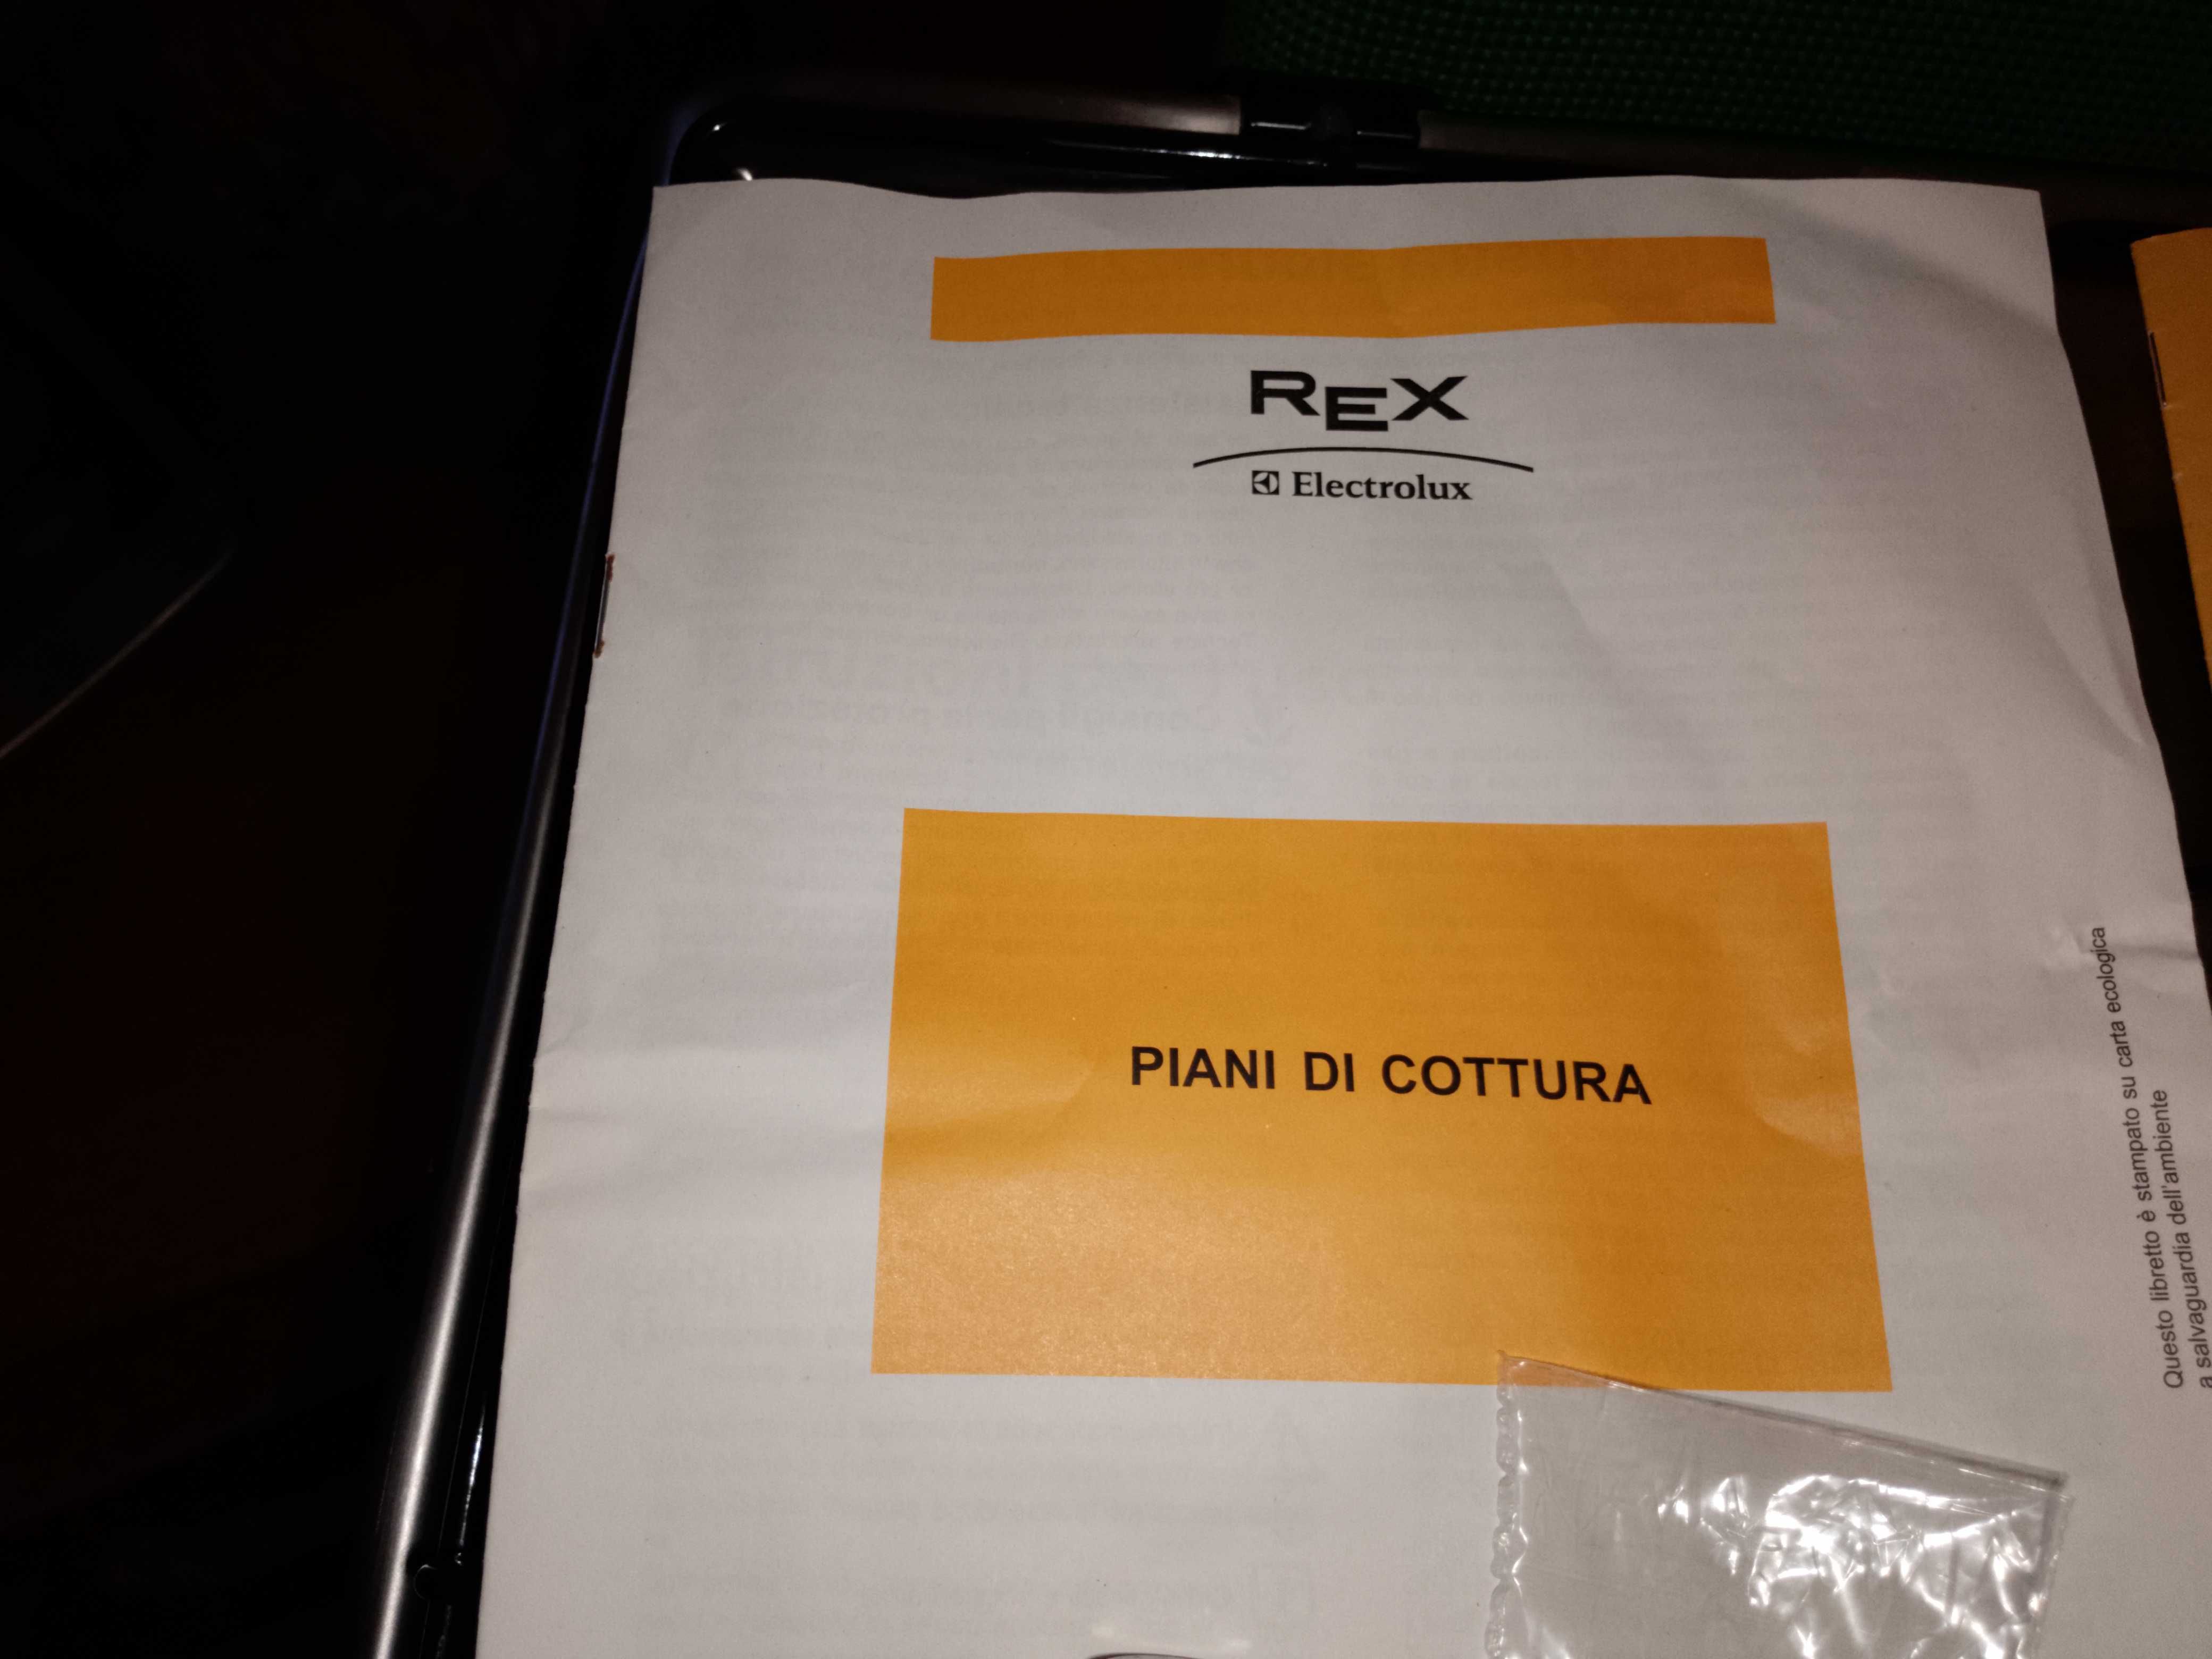 REX
Electrolux
PIANI DI COTTURA
Questo libretto è stampato su carta ecologica
a salvaguardia dell'ambiente